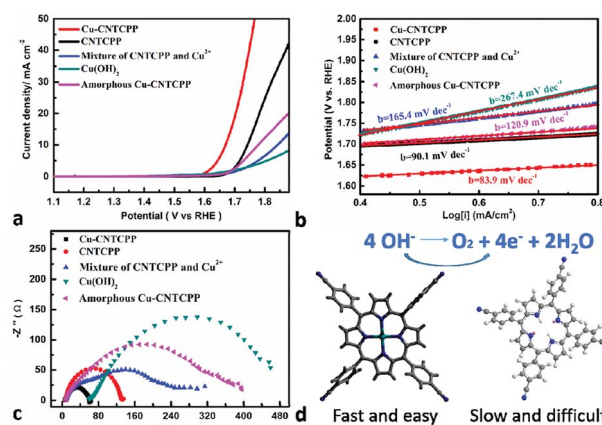 Cu-CNTCPP
CNTCPP
Mixture of CNTCPP and Cu²⁺
Cu(OH)₂
Amorphous Cu-CNTCPP
Current density/ mA cm⁻²
50
40
30
20
10
0
1.1 1.2 1.3 1.4 1.5 1.6 1.7 1.8
Potential ( V vs RHE)
a
Cu-CNTCPP
CNTCPP
Mixture of CNTCPP and Cu²⁺
Cu(OH)₂
Amorphous Cu-CNTCPP
b=267.4 mV dec⁻¹
b=165.4 mV dec⁻¹
b=120.9 mV dec⁻¹
b=90.1 mV dec⁻¹
b=83.9 mV dec⁻¹
Potential (V vs. RHE)
2.00
1.95
1.90
1.85
1.80
1.75
1.70
1.65
1.60
0.4 0.5 0.6 0.7 0.8
Log[i] (mA/cm²)
b
Cu-CNTCPP
CNTCPP
Mixture of CNTCPP and Cu²⁺
Cu(OH)₂
Amorphous Cu-CNTCPP
-Z'' (Ω)
250
200
150
100
50
0
0 80 160 240 320 400 480
c
4 OH⁻ → O₂ + 4e⁻ + 2H₂O
d
Fast and easy
Slow and difficult